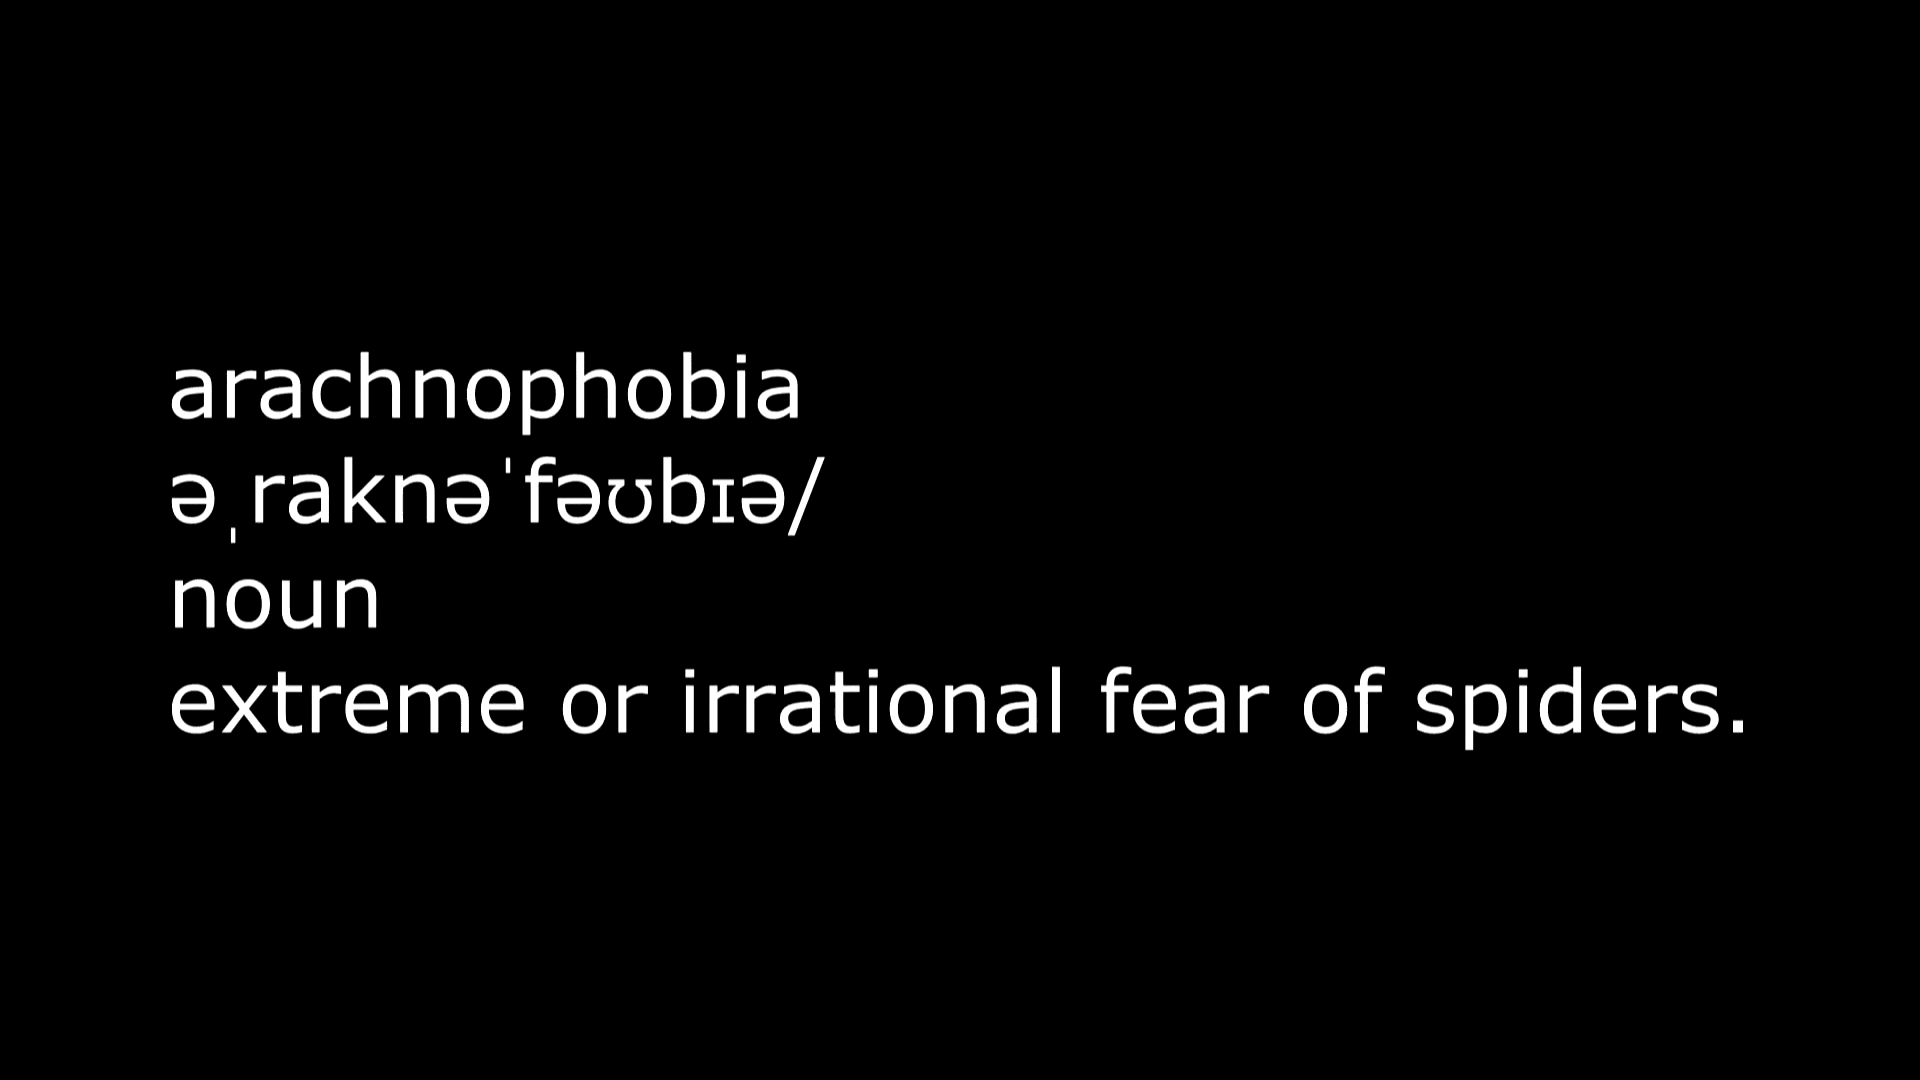 arachnophobia
əˌraknəˈfəʊbɪə/
noun
extreme or irrational fear of spiders.